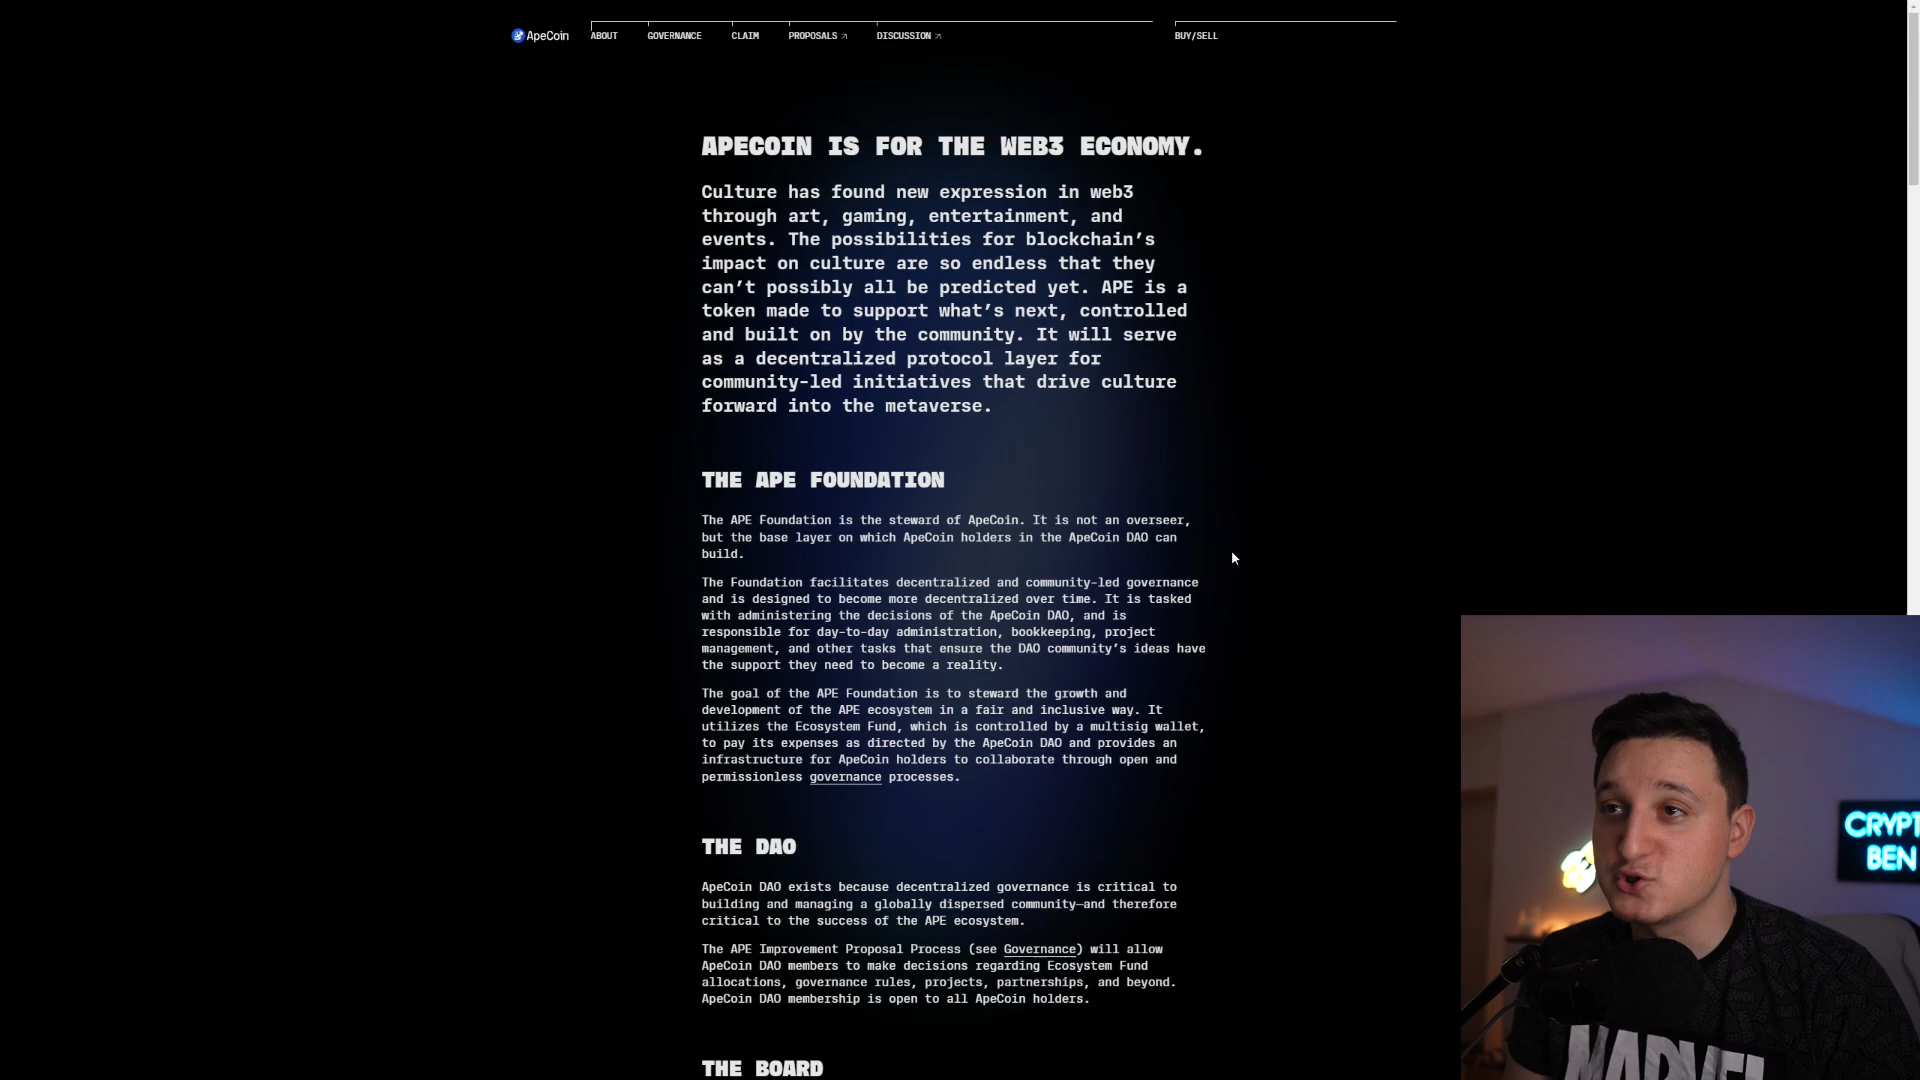 ApeCoin
ABOUT
GOVERNANCE
CLAIM
PROPOSALS ↗
DISCUSSION ↗
BUY/SELL
APECOIN IS FOR THE WEB3 ECONOMY.
Culture has found new expression in web3
through art, gaming, entertainment, and
events. The possibilities for blockchain’s
impact on culture are so endless that they
can’t possibly all be predicted yet. APE is a
token made to support what’s next, controlled
and built on by the community. It will serve
as a decentralized protocol layer for
community-led initiatives that drive culture
forward into the metaverse.
THE APE FOUNDATION
The APE Foundation is the steward of ApeCoin. It is not an overseer,
but the base layer on which ApeCoin holders in the ApeCoin DAO can
build.
The Foundation facilitates decentralized and community-led governance
and is designed to become more decentralized over time. It is tasked
with administering the decisions of the ApeCoin DAO, and is
responsible for day-to-day administration, bookkeeping, project
management, and other tasks that ensure the DAO community’s ideas have
the support they need to become a reality.
The goal of the APE Foundation is to steward the growth and
development of the APE ecosystem in a fair and inclusive way. It
utilizes the Ecosystem Fund, which is controlled by a multisig wallet,
to pay its expenses as directed by the ApeCoin DAO and provides an
infrastructure for ApeCoin holders to collaborate through open and
permissionless governance processes.
THE DAO
ApeCoin DAO exists because decentralized governance is critical to
building and managing a globally dispersed community—and therefore
critical to the success of the APE ecosystem.
The APE Improvement Proposal Process (see Governance) will allow
ApeCoin DAO members to make decisions regarding Ecosystem Fund
allocations, governance rules, projects, partnerships, and beyond.
ApeCoin DAO membership is open to all ApeCoin holders.
THE BOARD
CRYPT
BEN
MARVEL